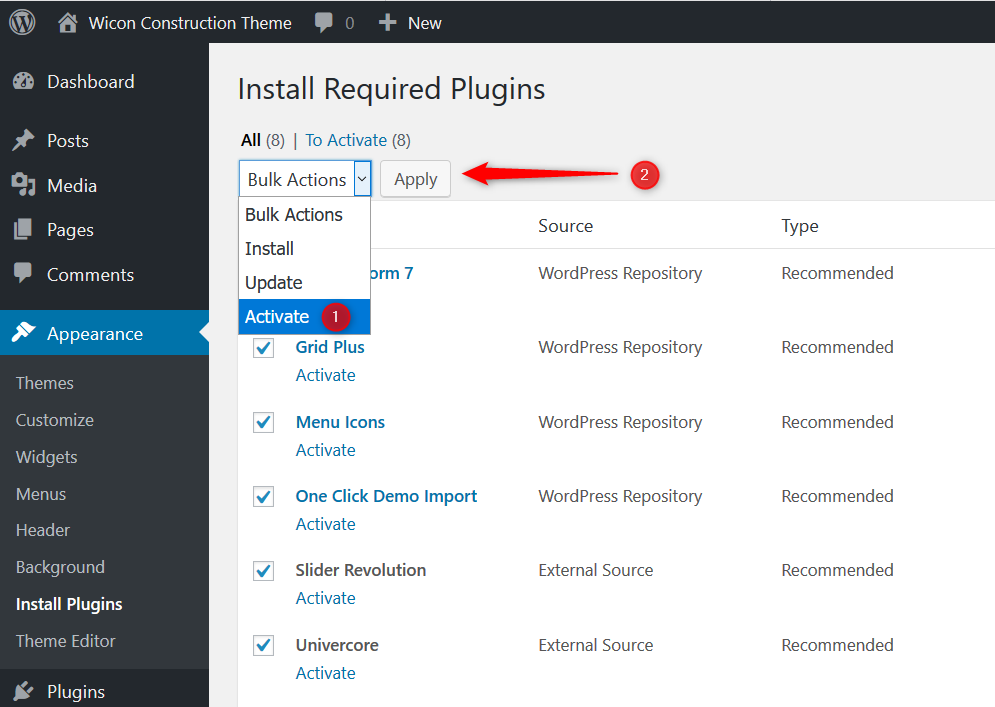 Wicon Construction Theme 0 New
Dashboard
Posts
Media
Pages
Comments
Appearance
Themes
Customize
Widgets
Menus
Header
Background
Install Plugins
Theme Editor
Plugins
Install Required Plugins
All (8) | To Activate (8)
Bulk Actions Apply 2
Bulk Actions
Install
Update
Activate 1
Source Type
orm 7 WordPress Repository Recommended
Grid Plus WordPress Repository Recommended
Activate
Menu Icons WordPress Repository Recommended
Activate
One Click Demo Import WordPress Repository Recommended
Activate
Slider Revolution External Source Recommended
Activate
Univercore External Source Recommended
Activate